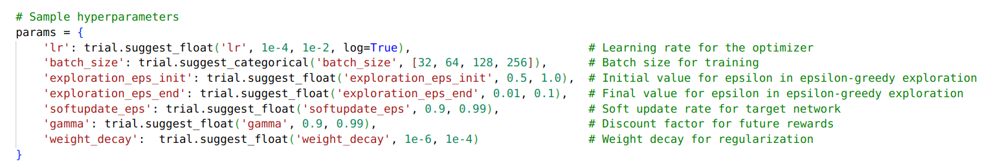 # Sample hyperparameters
params = {
    'lr': trial.suggest_float('lr', 1e-4, 1e-2, log=True),                          # Learning rate for the optimizer
    'batch_size': trial.suggest_categorical('batch_size', [32, 64, 128, 256]),      # Batch size for training
    'exploration_eps_init': trial.suggest_float('exploration_eps_init', 0.5, 1.0),  # Initial value for epsilon in epsilon-greedy exploration
    'exploration_eps_end': trial.suggest_float('exploration_eps_end', 0.01, 0.1),   # Final value for epsilon in epsilon-greedy exploration
    'softupdate_eps': trial.suggest_float('softupdate_eps', 0.9, 0.99),             # Soft update rate for target network
    'gamma': trial.suggest_float('gamma', 0.9, 0.99),                               # Discount factor for future rewards
    'weight_decay':  trial.suggest_float('weight_decay', 1e-6, 1e-4)                # Weight decay for regularization
}